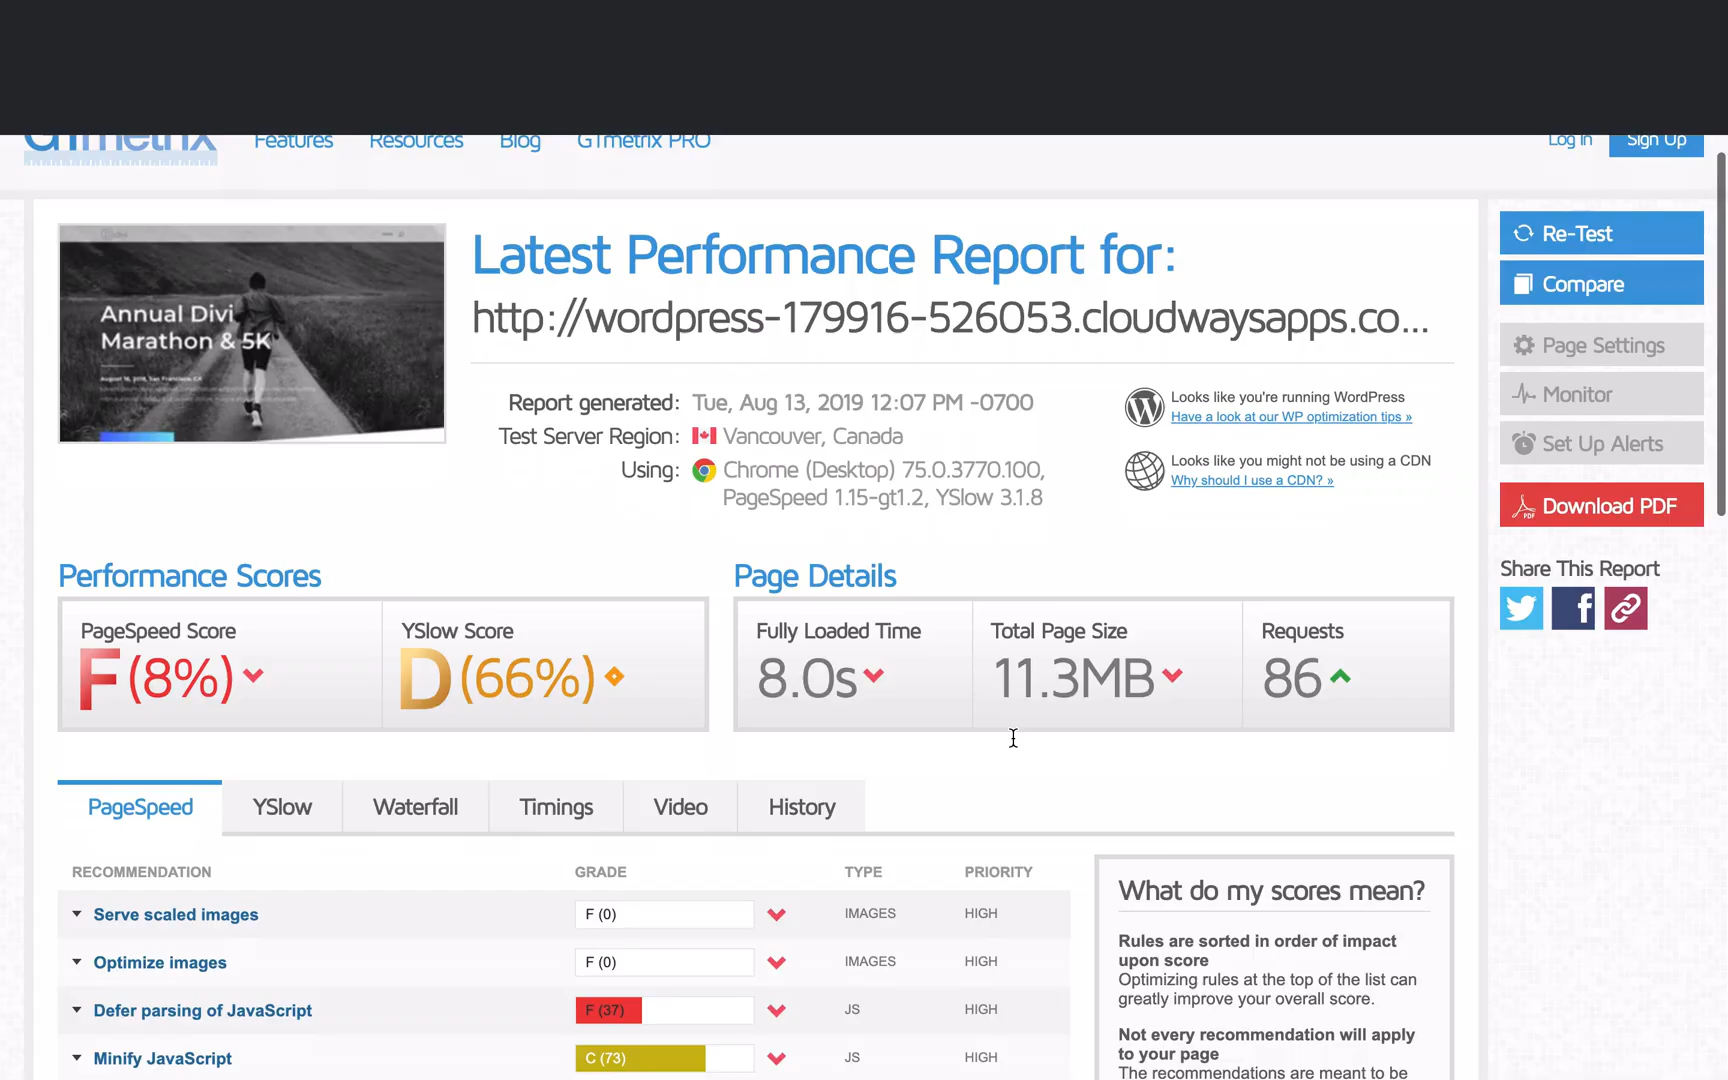 GTmetrix
Features
Resources
Blog
GTmetrix PRO
Log In
Sign Up
Annual Divi
Marathon & 5K
Latest Performance Report for:
http://wordpress-179916-526053.cloudwaysapps.co...
Report generated: Tue, Aug 13, 2019 12:07 PM -0700
Test Server Region: Vancouver, Canada
Using: Chrome (Desktop) 75.0.3770.100,
PageSpeed 1.15-gt1.2, YSlow 3.1.8
Looks like you're running WordPress
Have a look at our WP optimization tips »
Looks like you might not be using a CDN
Why should I use a CDN? »
Re-Test
Compare
Page Settings
Monitor
Set Up Alerts
PDF
Download PDF
Share This Report
Performance Scores
PageSpeed Score
F (8%)
YSlow Score
D (66%)
Page Details
Fully Loaded Time
8.0s
Total Page Size
11.3MB
Requests
86
PageSpeed
YSlow
Waterfall
Timings
Video
History
RECOMMENDATION GRADE TYPE PRIORITY
Serve scaled images F (0) IMAGES HIGH
Optimize images F (0) IMAGES HIGH
Defer parsing of JavaScript F (37) JS HIGH
Minify JavaScript C (73) JS HIGH
What do my scores mean?
Rules are sorted in order of impact
upon score
Optimizing rules at the top of the list can
greatly improve your overall score.
Not every recommendation will apply
to your page
The recommendations are meant to be